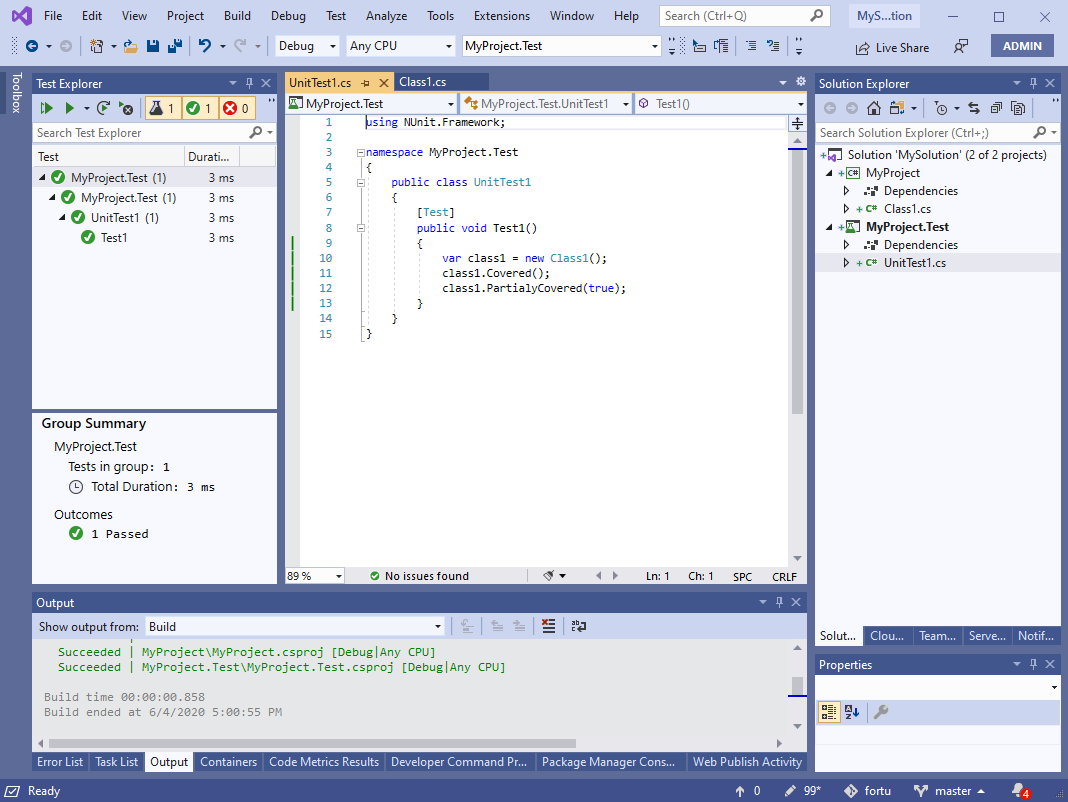 File Edit View Project Build Debug Test Analyze Tools Extensions Window Help Search (Ctrl+Q) MyS...tion
Debug Any CPU MyProject.Test Live Share ADMIN
Toolbox
Test Explorer
1 1 0
Search Test Explorer
Test Durati...
MyProject.Test (1) 3 ms
MyProject.Test (1) 3 ms
UnitTest1 (1) 3 ms
Test1 3 ms
Group Summary
MyProject.Test
Tests in group: 1
Total Duration: 3 ms
Outcomes
1 Passed
UnitTest1.cs Class1.cs
MyProject.Test MyProject.Test.UnitTest1 Test1()
1 using NUnit.Framework;
2
3 namespace MyProject.Test
4 {
5 public class UnitTest1
6 {
7 [Test]
8 public void Test1()
9 {
10 var class1 = new Class1();
11 class1.Covered();
12 class1.PartialyCovered(true);
13 }
14 }
15 }
89 % No issues found Ln: 1 Ch: 1 SPC CRLF
Solution Explorer
Search Solution Explorer (Ctrl+;)
Solution 'MySolution' (2 of 2 projects)
MyProject
Dependencies
C# Class1.cs
MyProject.Test
Dependencies
C# UnitTest1.cs
Solut... Clou... Team... Serve... Notif...
Properties
Output
Show output from: Build
Succeeded | MyProject\MyProject.csproj [Debug|Any CPU]
Succeeded | MyProject.Test\MyProject.Test.csproj [Debug|Any CPU]
Build time 00:00:00.858
Build ended at 6/4/2020 5:00:55 PM
Error List Task List Output Containers Code Metrics Results Developer Command Pr... Package Manager Cons... Web Publish Activity
Ready 0 99* fortu master 4